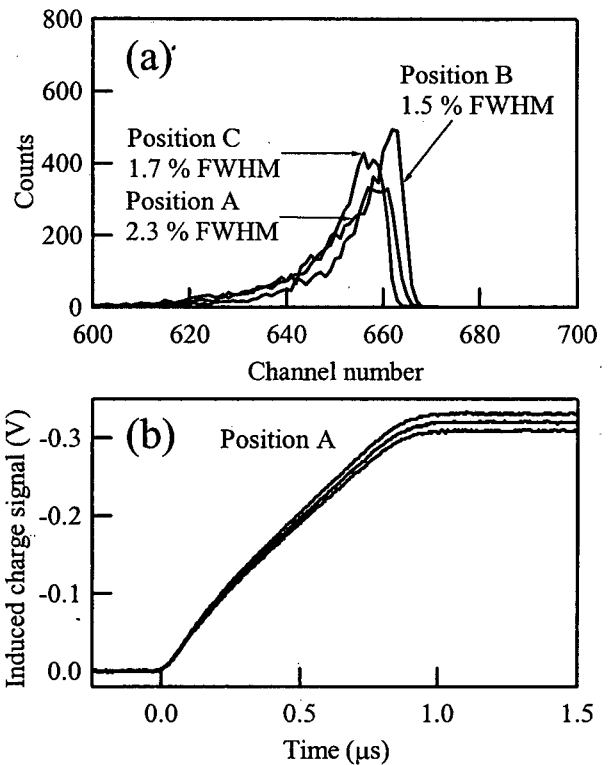 800
600
400
200
0
Counts
(a)
Position B
1.5 % FWHM
Position C
1.7 % FWHM
Position A
2.3 % FWHM
600 620 640 660 680 700
Channel number
-0.3
-0.2
-0.1
0.0
Induced charge signal (V)
(b)
Position A
0.0 0.5 1.0 1.5
Time (μs)